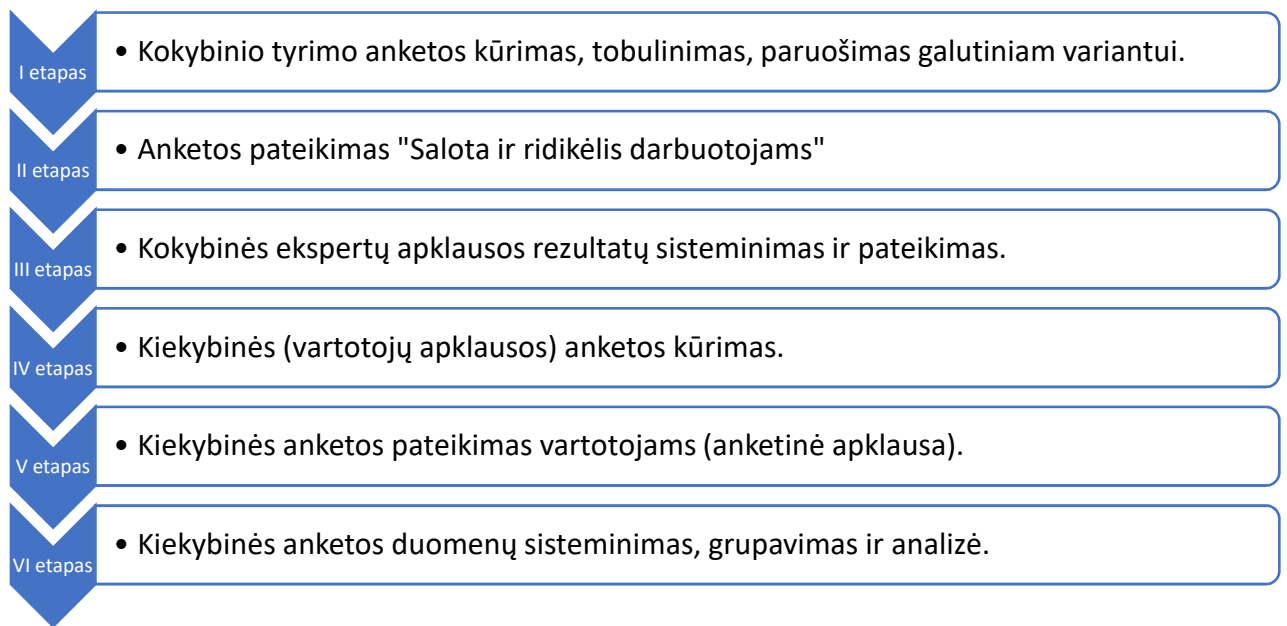 I etapas
• Kokybinio tyrimo anketos kūrimas, tobulinimas, paruošimas galutiniam variantui.
II etapas
• Anketos pateikimas "Salota ir ridikėlis darbuotojams"
III etapas
• Kokybinės ekspertų apklausos rezultatų sisteminimas ir pateikimas.
IV etapas
• Kiekybinės (vartotojų apklausos) anketos kūrimas.
V etapas
• Kiekybinės anketos pateikimas vartotojams (anketinė apklausa).
VI etapas
• Kiekybinės anketos duomenų sisteminimas, grupavimas ir analizė.